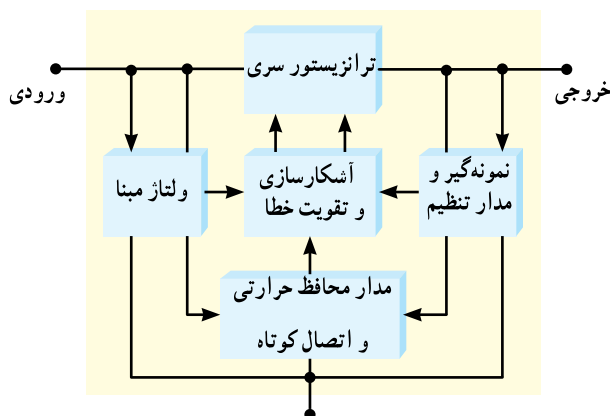 ترانزیستور سری
ورودی
خروجی
ولتاژ مبنا
آشکارسازی
و تقویت خطا
نمونه‌گیر و
مدار تنظیم
مدار محافظ حرارتی
و اتصال کوتاه